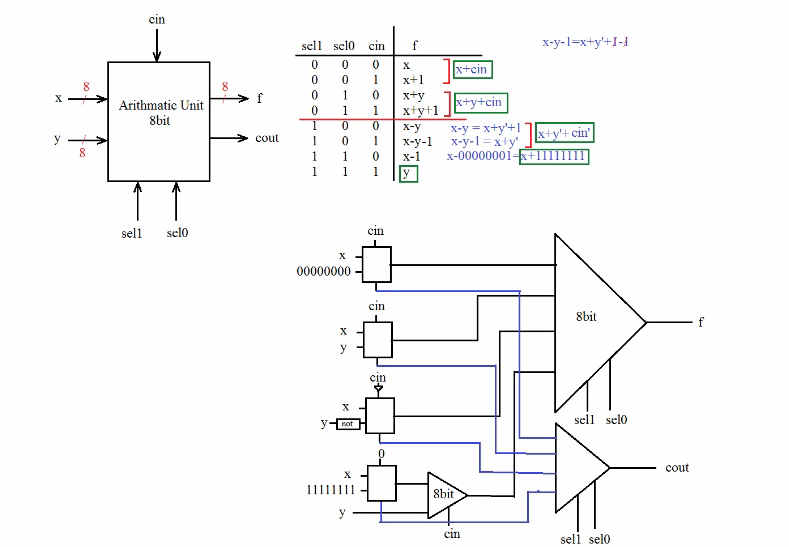 cin
x
8
y
8
Arithmatic Unit
8bit
8
f
cout
sel1 sel0
sel1 sel0 cin f
0 0 0 x
0 0 1 x+1
x+cin
0 1 0 x+y
0 1 1 x+y+1
x+y+cin
1 0 0 x-y x-y = x+y'+1
1 0 1 x-y-1 x-y-1 = x+y'
x+y'+cin'
1 1 0 x-1 x-00000001=x+11111111
1 1 1 y
x-y-1=x+y'+1-1
cin
x
00000000
cin
x
y
cin
x
y not
0
x
11111111
y
8bit
cin
8bit
f
sel1 sel0
cout
sel1 sel0